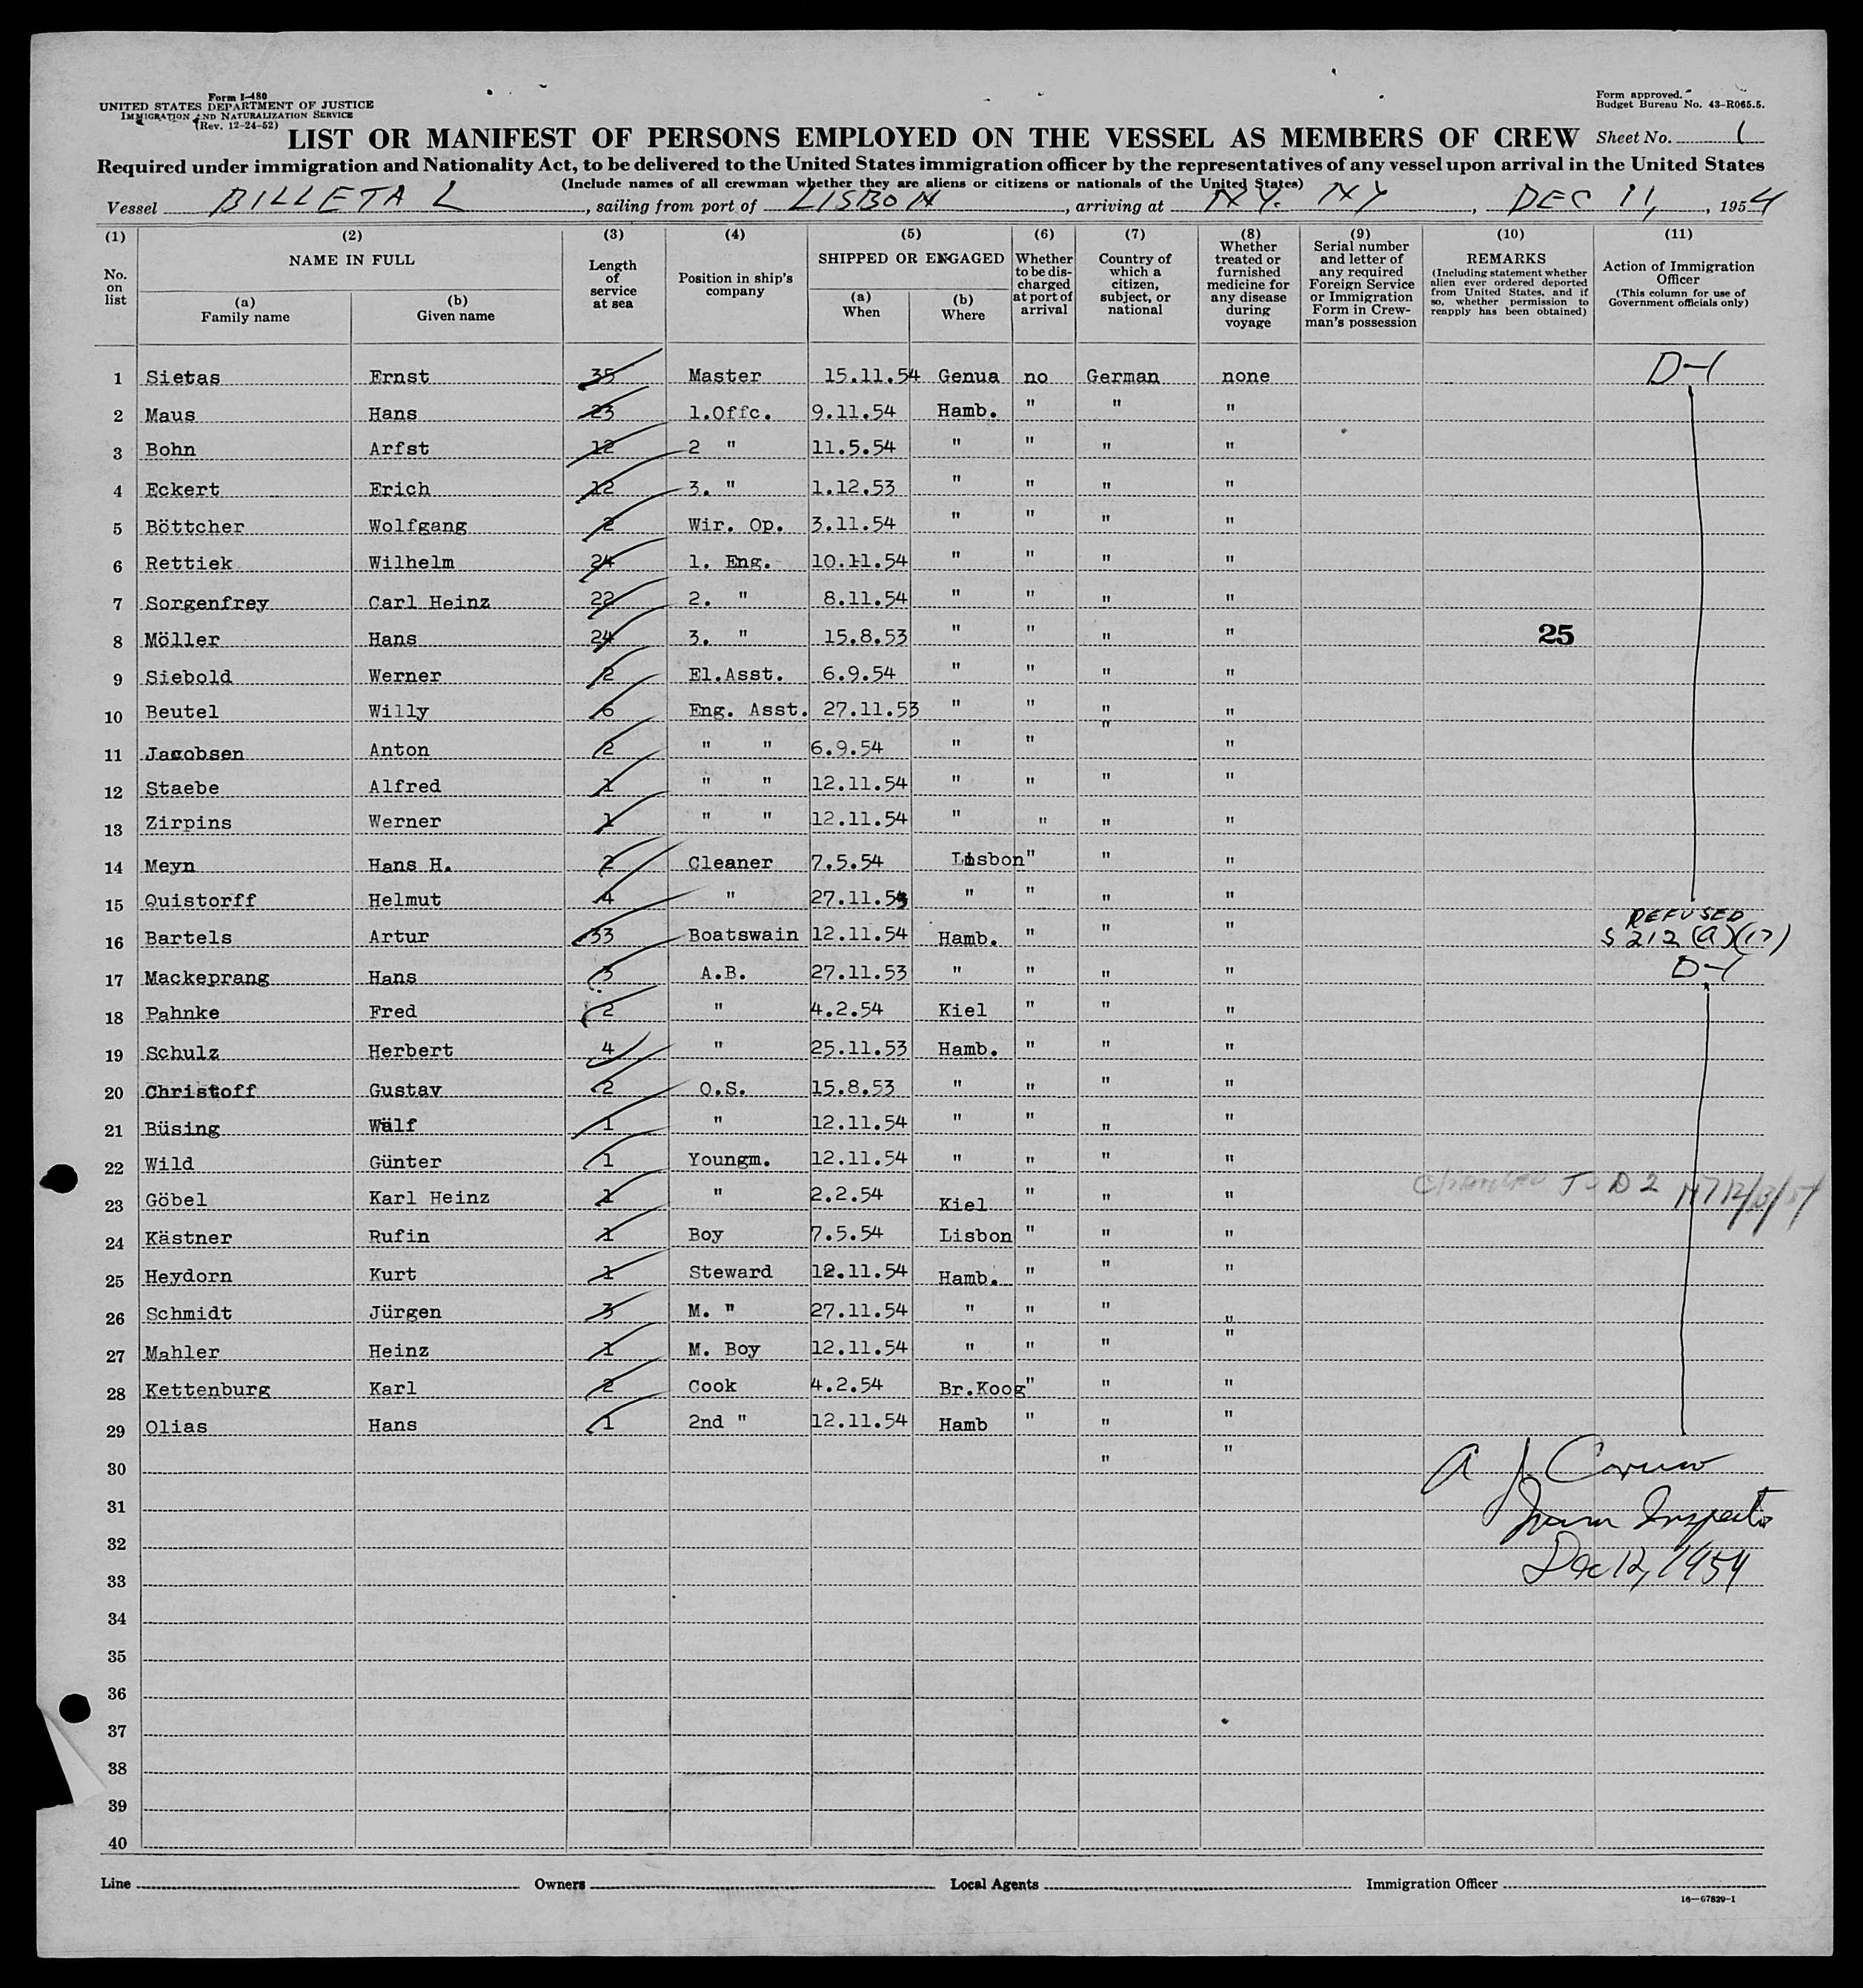 Form I-480
UNITED STATES DEPARTMENT OF JUSTICE
IMMIGRATION AND NATURALIZATION SERVICE
(Rev. 12-24-52)
Form approved.
Budget Bureau No. 43-R065.5.
LIST OR MANIFEST OF PERSONS EMPLOYED ON THE VESSEL AS MEMBERS OF CREW Sheet No. 1
Required under immigration and Nationality Act, to be delivered to the United States immigration officer by the representatives of any vessel upon arrival in the United States
(Include names of all crewman whether they are aliens or citizens or nationals of the United States)
Vessel BILLETAL, sailing from port of LISBON, arriving at N.Y. NY, DEC 11, 1954
(1) (2) (3) (4) (5) (6) (7) (8) (9) (10) (11)
No. on list
NAME IN FULL
(a) Family name
(b) Given name
Length of service at sea
Position in ship's company
SHIPPED OR ENGAGED
(a) When
(b) Where
Whether to be discharged at port of arrival
Country of which a citizen, subject, or national
Whether treated or furnished medicine for any disease during voyage
Serial number and letter of any required Foreign Service or Immigration Form in Crewman's possession
REMARKS
(Including statement whether alien ever ordered deported from United States, and if so, whether permission to reapply has been obtained)
Action of Immigration Officer
(This column for use of Government officials only)
1 Sietas Ernst 35 Master 15.11.54 Genua no German none D-1
2 Maus Hans 23 1.Offc. 9.11.54 Hamb. " " "
3 Bohn Arfst 12 2 " 11.5.54 " " " "
4 Eckert Erich 12 3. " 1.12.53 " " " "
5 Böttcher Wolfgang 2 Wir. Op. 3.11.54 " " " "
6 Rettiek Wilhelm 24 1. Eng. 10.11.54 " " " "
7 Sorgenfrey Carl Heinz 22 2. " 8.11.54 " " " "
8 Möller Hans 24 3. " 15.8.53 " " " " 25
9 Siebold Werner 2 El.Asst. 6.9.54 " " " "
10 Beutel Willy 6 Eng. Asst. 27.11.53 " " " "
11 Jacobsen Anton 2 " " 6.9.54 " " " "
12 Staebe Alfred 1 " " 12.11.54 " " " "
13 Zirpins Werner 1 " " 12.11.54 " " " "
14 Meyn Hans H. 2 Cleaner 7.5.54 Lisbon " " "
15 Quistorff Helmut 4 " 27.11.54 " " " "
16 Bartels Artur 33 Boatswain 12.11.54 Hamb. " " " REFUSED S 212 (a)(17)
17 Mackeprang Hans 3 A.B. 27.11.53 " " " " D-1
18 Pahnke Fred 2 " 4.2.54 Kiel " " "
19 Schulz Herbert 4 " 25.11.53 Hamb. " " "
20 Christoff Gustav 2 O.S. 15.8.53 " " " "
21 Büsing Wälf 1 " 12.11.54 " " " "
22 Wild Günter 1 Youngm. 12.11.54 " " " "
23 Göbel Karl Heinz 1 " 2.2.54 Kiel " " " CHANGED TO D 2
24 Kästner Rufin 1 Boy 7.5.54 Lisbon " " "
25 Heydorn Kurt 1 Steward 12.11.54 Hamb. " " "
26 Schmidt Jürgen 3 M. " 27.11.54 " " " "
27 Mahler Heinz 1 M. Boy 12.11.54 " " " "
28 Kettenburg Karl 2 Cook 4.2.54 Br.Koog " " "
29 Olias Hans 1 2nd " 12.11.54 Hamb " " "
30 " "
A J Caruso
31
Imm Inspector
32
Dec 12, 1954
33
34
35
36
37
38
39
40
Line Owners Local Agents Immigration Officer
16—67829-1